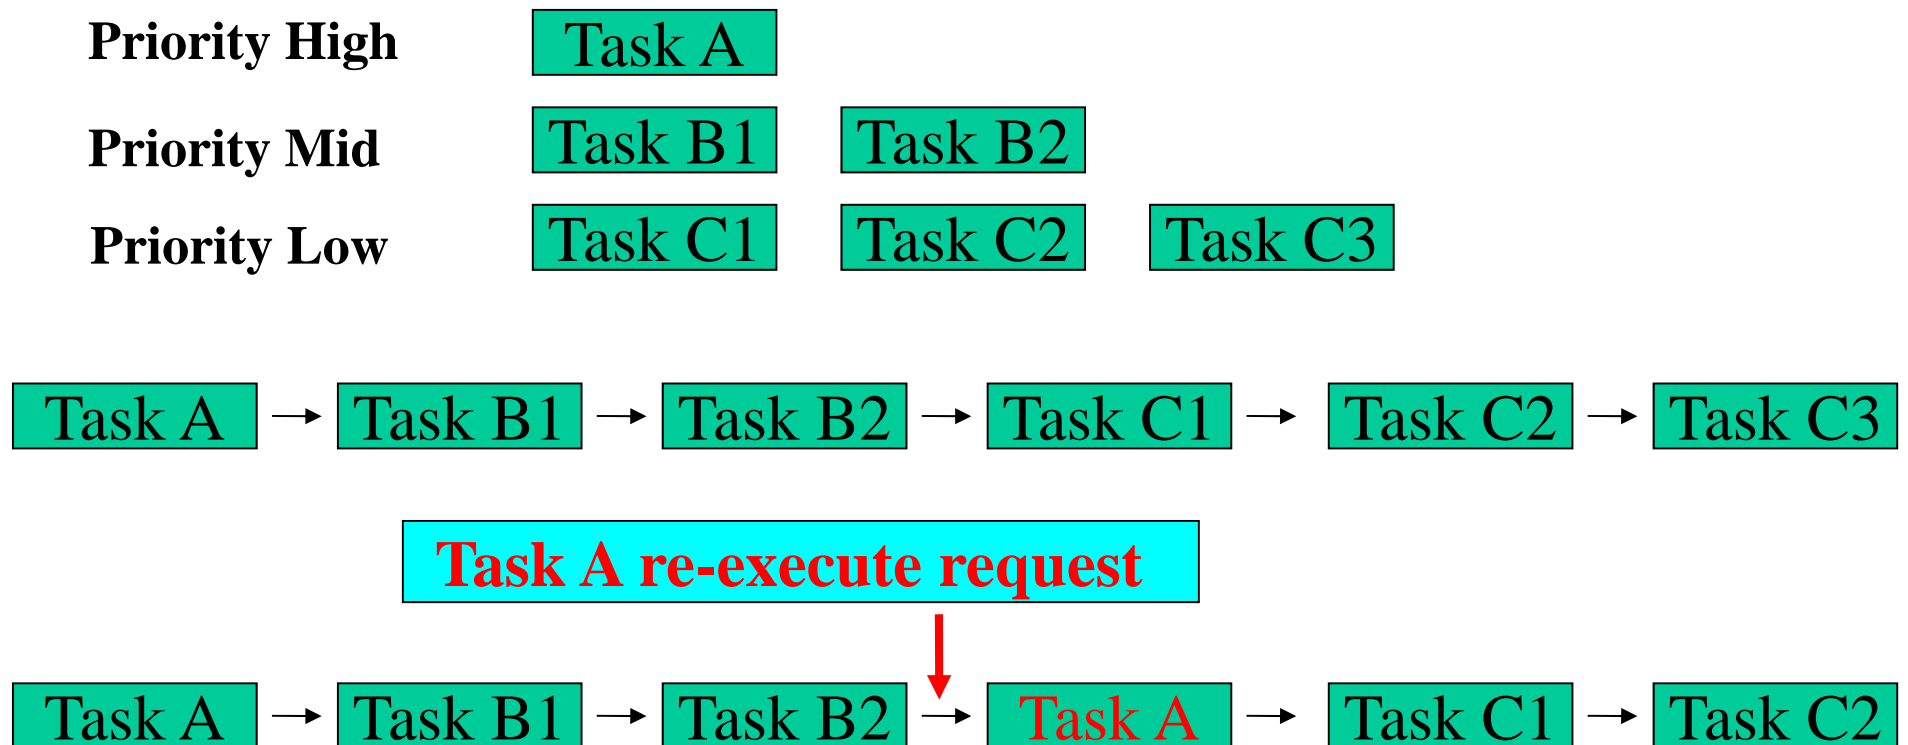 Priority High Task A
Priority Mid Task B1 Task B2
Priority Low Task C1 Task C2 Task C3
Task A Task B1 Task B2 Task C1 Task C2 Task C3
Task A re-execute request
Task A Task B1 Task B2 Task A Task C1 Task C2